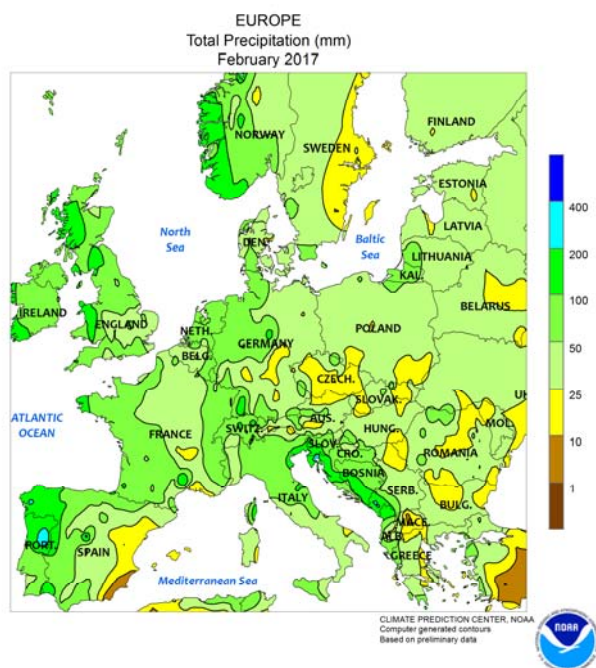 EUROPE
Total Precipitation (mm)
February 2017
FINLAND
NORWAY
SWEDEN
ESTONIA
North
Sea
DEN.
Baltic
Sea
LATVIA
LITHUANIA
KAL.
IRELAND
ENGLAND
NETH.
BELG.
GERMANY
POLAND
BELARUS
CZECH.
SLOVAK.
ATLANTIC
OCEAN
FRANCE
SWITZ.
AUS.
HUNG.
MOL.
UK
SLOV.
CRO.
ROMANIA
BOSNIA
SERB.
ITALY
BULG.
PORT.
SPAIN
MACE.
ALB.
GREECE
Mediterranean Sea
400
200
100
50
25
10
1
CLIMATE PREDICTION CENTER, NOAA
Computer generated contours
Based on preliminary data
NOAA